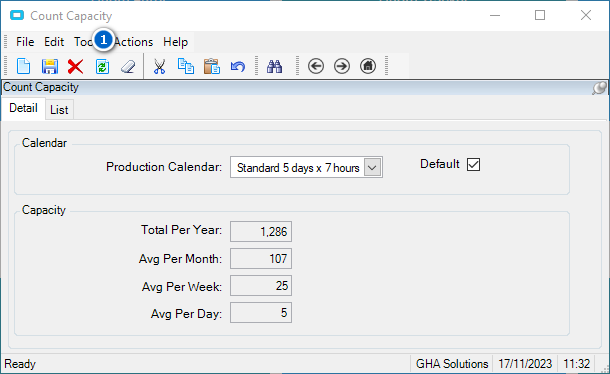 Count Capacity
File Edit Too 1 Actions Help
Count Capacity
Detail List
Calendar
Production Calendar: Standard 5 days x 7 hours Default
Capacity
Total Per Year: 1,286
Avg Per Month: 107
Avg Per Week: 25
Avg Per Day: 5
Ready GHA Solutions 17/11/2023 11:32